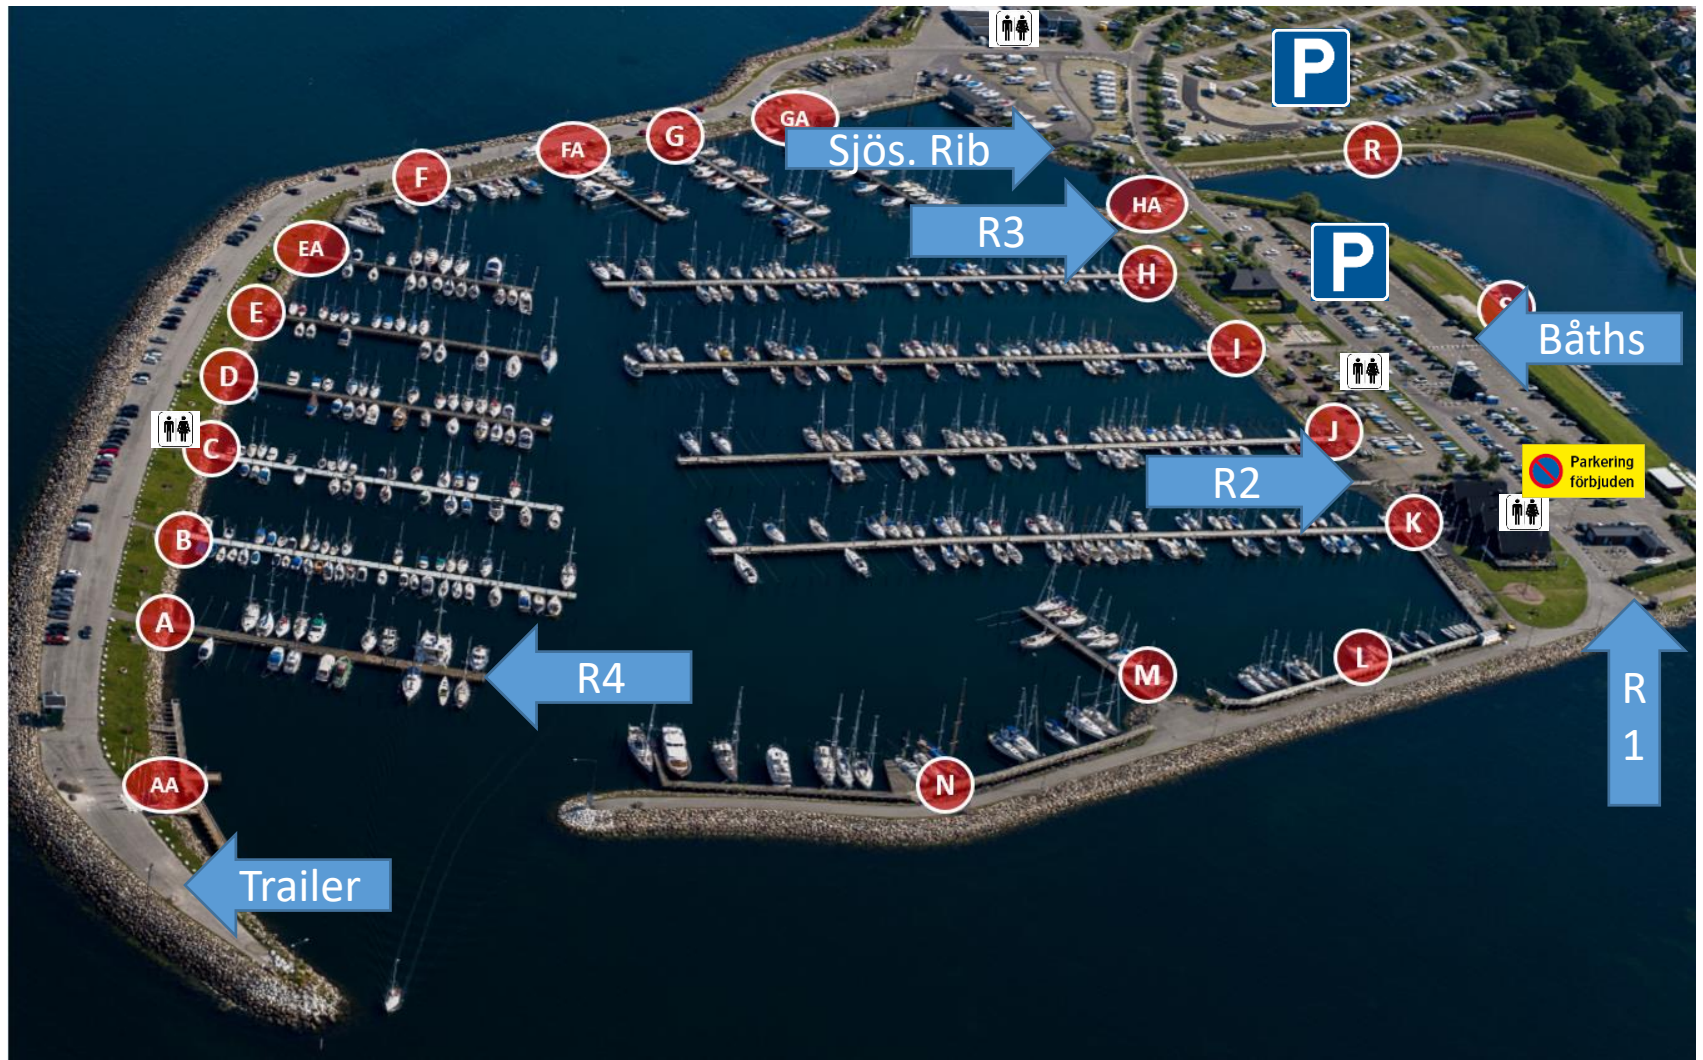 P
GA
G
FA
Sjös. Rib
R
F
HA
R3
EA
P
H
E
S
Båths
I
D
J
C
Parkering
förbjuden
R2
K
B
A
L
R4
M
R
1
AA
N
Trailer